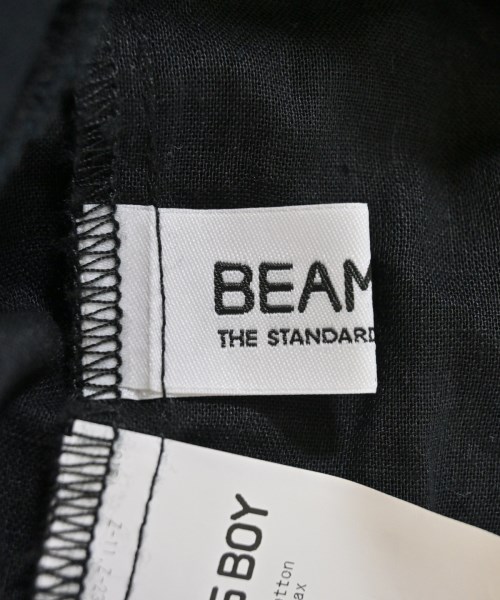 BEAM
THE STANDARD
S BOY
otton
ax